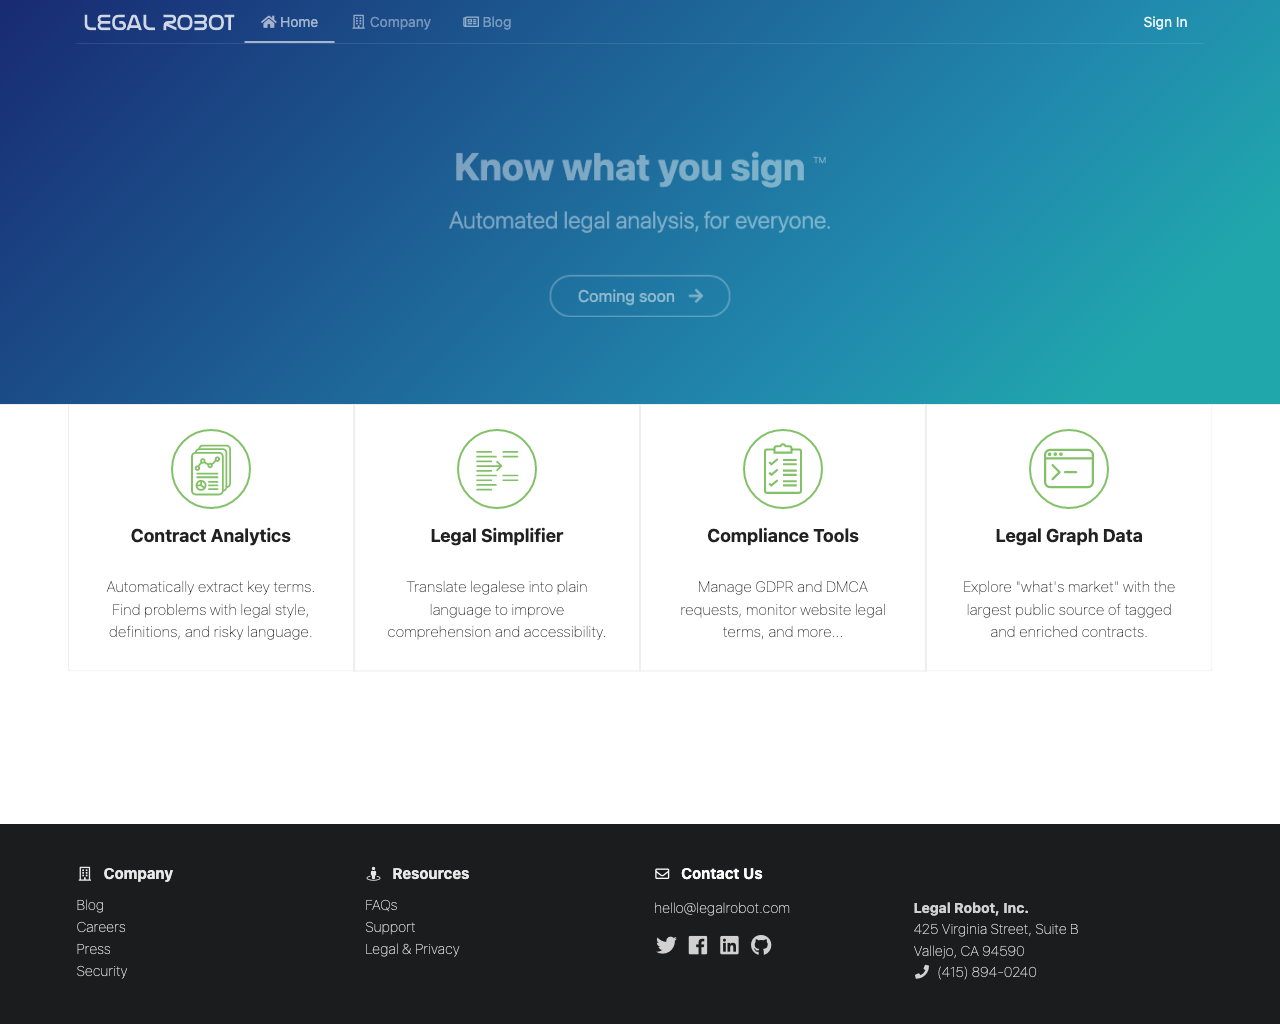 LEGAL ROBOT
Home
Company
Blog
Sign In
Know what you sign ™
Automated legal analysis, for everyone.
Coming soon
Contract Analytics
Automatically extract key terms.
Find problems with legal style,
definitions, and risky language.
Legal Simplifier
Translate legalese into plain
language to improve
comprehension and accessibility.
Compliance Tools
Manage GDPR and DMCA
requests, monitor website legal
terms, and more...
Legal Graph Data
Explore "what's market" with the
largest public source of tagged
and enriched contracts.
Company
Blog
Careers
Press
Security
Resources
FAQs
Support
Legal & Privacy
Contact Us
hello@legalrobot.com
Legal Robot, Inc.
425 Virginia Street, Suite B
Vallejo, CA 94590
(415) 894-0240